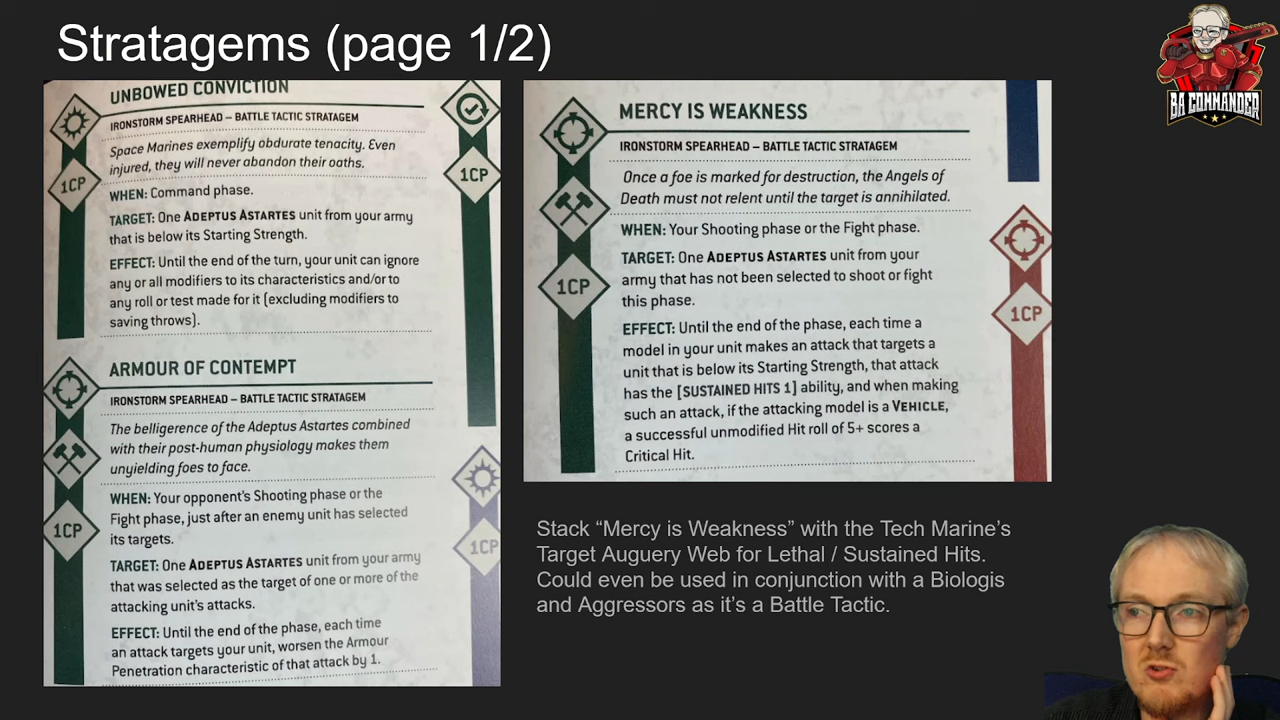 Stratagems (page 1/2)
UNBOWED CONVICTION
IRONSTORM SPEARHEAD – BATTLE TACTIC STRATAGEM
Space Marines exemplify obdurate tenacity. Even
injured, they will never abandon their oaths.
1CP
WHEN: Command phase.
TARGET: One ADEPTUS ASTARTES unit from your army
that is below its Starting Strength.
EFFECT: Until the end of the turn, your unit can ignore
any or all modifiers to its characteristics and/or to
any roll or test made for it (excluding modifiers to
saving throws).
ARMOUR OF CONTEMPT
IRONSTORM SPEARHEAD – BATTLE TACTIC STRATAGEM
The belligerence of the Adeptus Astartes combined
with their post-human physiology makes them
unyielding foes to face.
1CP
WHEN: Your opponent's Shooting phase or the
Fight phase, just after an enemy unit has selected
its targets.
TARGET: One ADEPTUS ASTARTES unit from your army
that was selected as the target of one or more of the
attacking unit's attacks.
EFFECT: Until the end of the phase, each time
an attack targets your unit, worsen the Armour
Penetration characteristic of that attack by 1.
1CP
1CP
MERCY IS WEAKNESS
IRONSTORM SPEARHEAD – BATTLE TACTIC STRATAGEM
Once a foe is marked for destruction, the Angels of
Death must not relent until the target is annihilated.
WHEN: Your Shooting phase or the Fight phase.
TARGET: One ADEPTUS ASTARTES unit from your
army that has not been selected to shoot or fight
this phase.
1CP
EFFECT: Until the end of the phase, each time a
model in your unit makes an attack that targets a
unit that is below its Starting Strength, that attack
has the [SUSTAINED HITS 1] ability, and when making
such an attack, if the attacking model is a VEHICLE,
a successful unmodified Hit roll of 5+ scores a
Critical Hit.
1CP
Stack “Mercy is Weakness” with the Tech Marine’s
Target Auguery Web for Lethal / Sustained Hits.
Could even be used in conjunction with a Biologis
and Aggressors as it’s a Battle Tactic.
BA COMMANDER